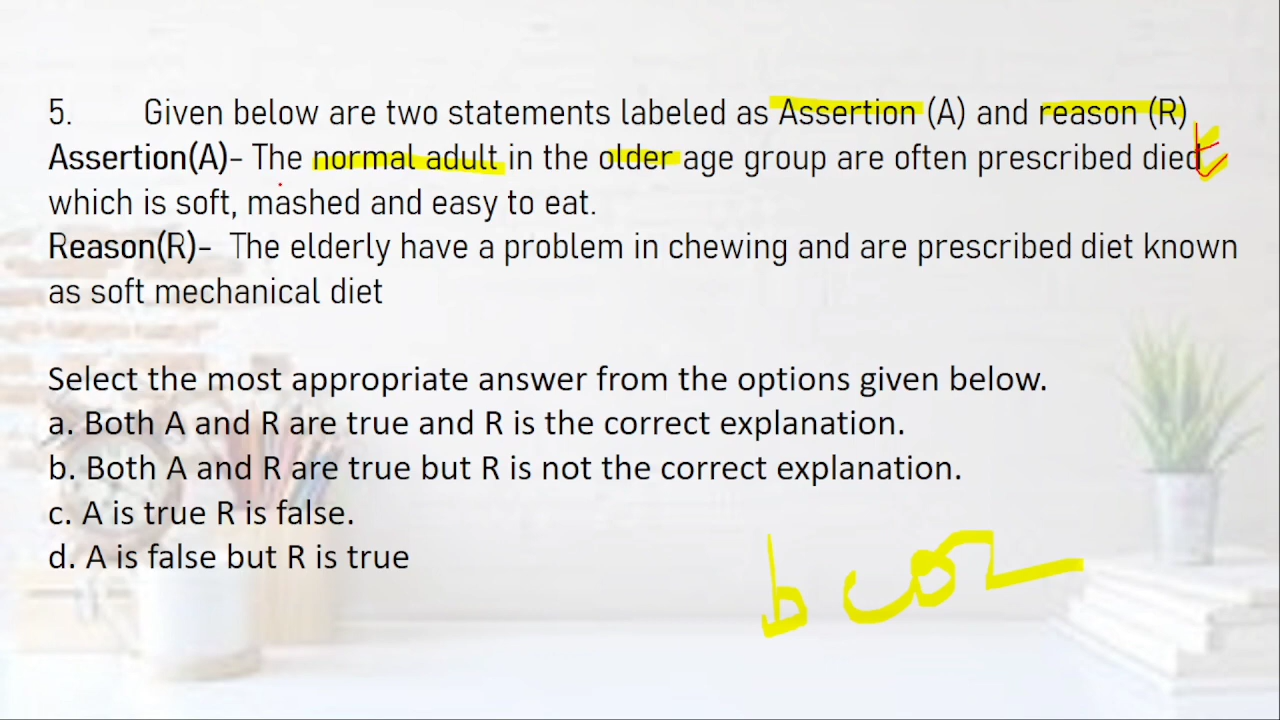 5. Given below are two statements labeled as Assertion (A) and reason (R)
Assertion(A)- The normal adult in the older age group are often prescribed died
which is soft, mashed and easy to eat.
Reason(R)- The elderly have a problem in chewing and are prescribed diet known
as soft mechanical diet
Select the most appropriate answer from the options given below.
a. Both A and R are true and R is the correct explanation.
b. Both A and R are true but R is not the correct explanation.
c. A is true R is false.
d. A is false but R is true